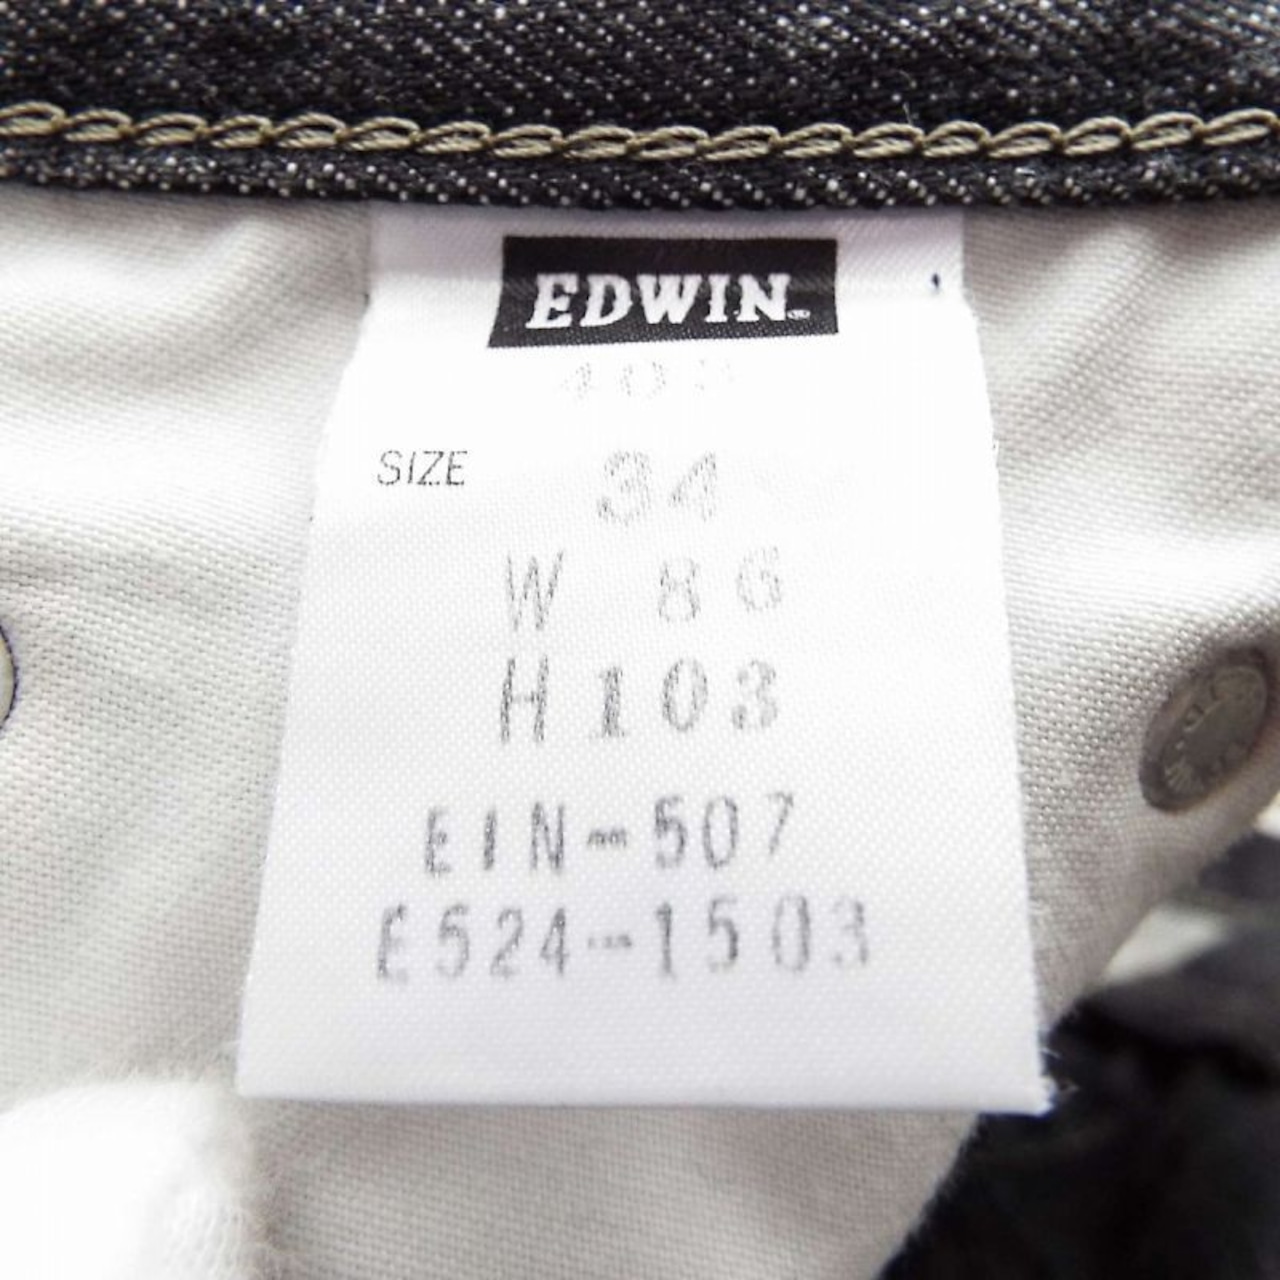 EDWIN
SIZE 34
W 86
H103
EIN-507
E524-1503